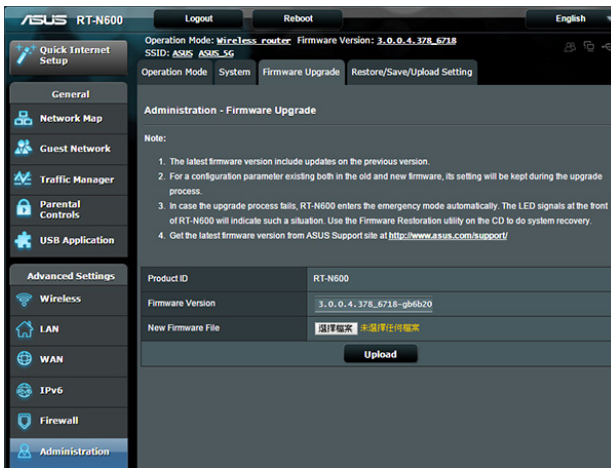 ASUS RT-N600 Logout Reboot English
Quick Internet Setup
Operation Mode: Wireless router Firmware Version: 3.0.0.4.378_6718
SSID: ASUS ASUS_5G
Operation Mode System Firmware Upgrade Restore/Save/Upload Setting
General
Network Map
Guest Network
Traffic Manager
Parental Controls
USB Application
Advanced Settings
Wireless
LAN
WAN
IPv6
Firewall
Administration
Administration - Firmware Upgrade
Note:
1. The latest firmware version include updates on the previous version.
2. For a configuration parameter existing both in the old and new firmware, its setting will be kept during the upgrade
process.
3. In case the upgrade process fails, RT-N600 enters the emergency mode automatically. The LED signals at the front
of RT-N600 will indicate such a situation. Use the Firmware Restoration utility on the CD to do system recovery.
4. Get the latest firmware version from ASUS Support site at http://www.asus.com/support/
Product ID RT-N600
Firmware Version 3.0.0.4.378_6718-gb6b20
New Firmware File 選擇檔案 未選擇任何檔案
Upload